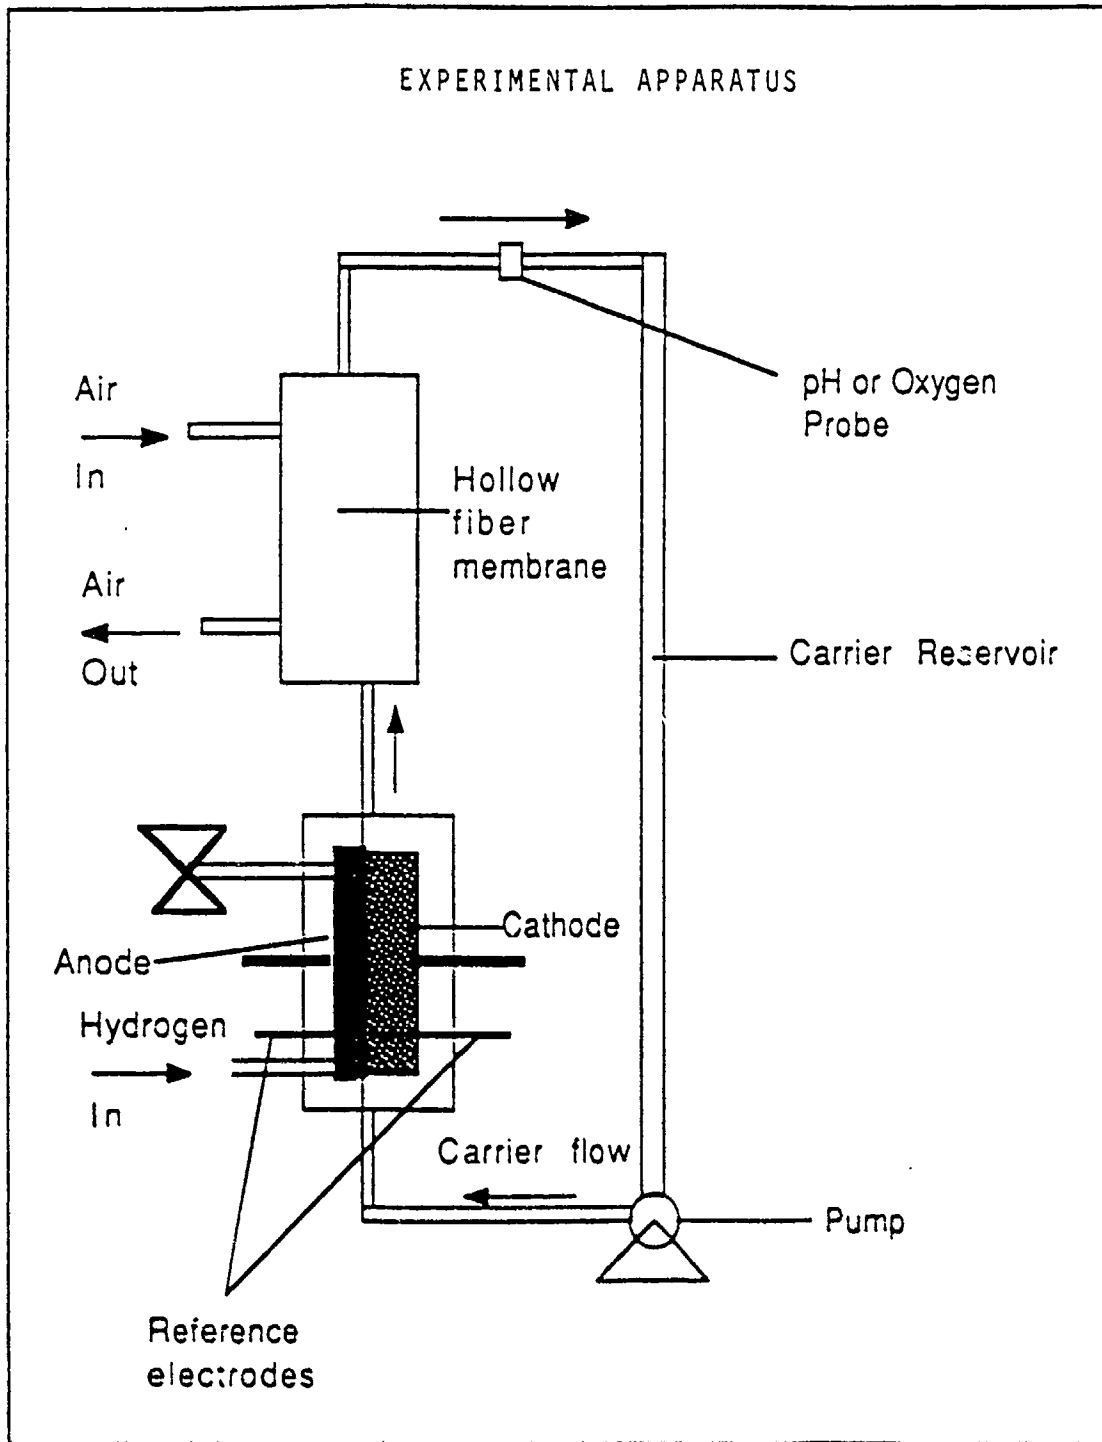 EXPERIMENTAL APPARATUS
Air
In
pH or Oxygen
Probe
Hollow
fiber
membrane
Air
Out
Carrier Reservoir
Cathode
Anode
Hydrogen
In
Carrier flow
Pump
Reference
electrodes